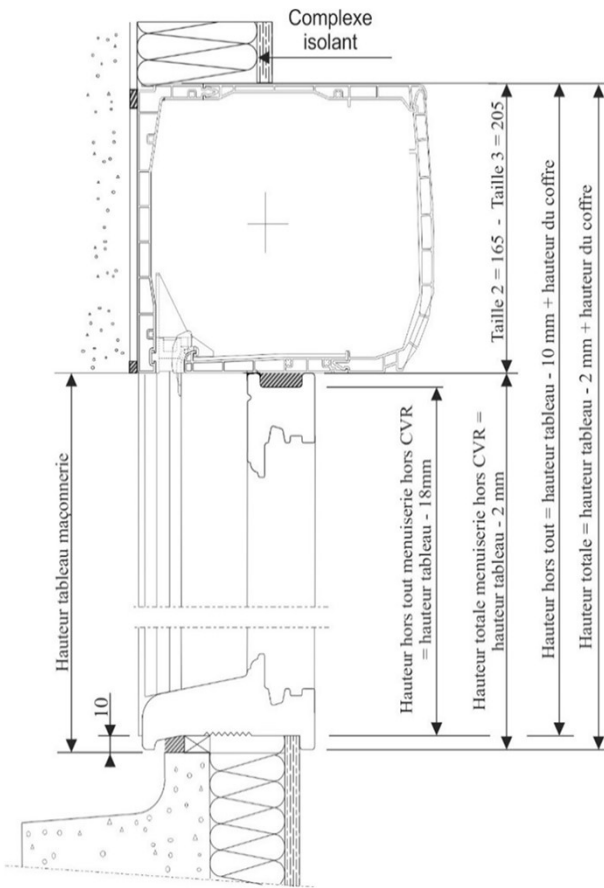 Complexe
isolant
Taille 2 = 165 - Taille 3 = 205
Hauteur tableau maçonnerie
10
Hauteur hors tout menuiserie hors CVR
= hauteur tableau - 18mm
Hauteur totale menuiserie hors CVR =
hauteur tableau - 2 mm
Hauteur hors tout = hauteur tableau - 10 mm + hauteur du coffre
Hauteur totale = hauteur tableau - 2 mm + hauteur du coffre